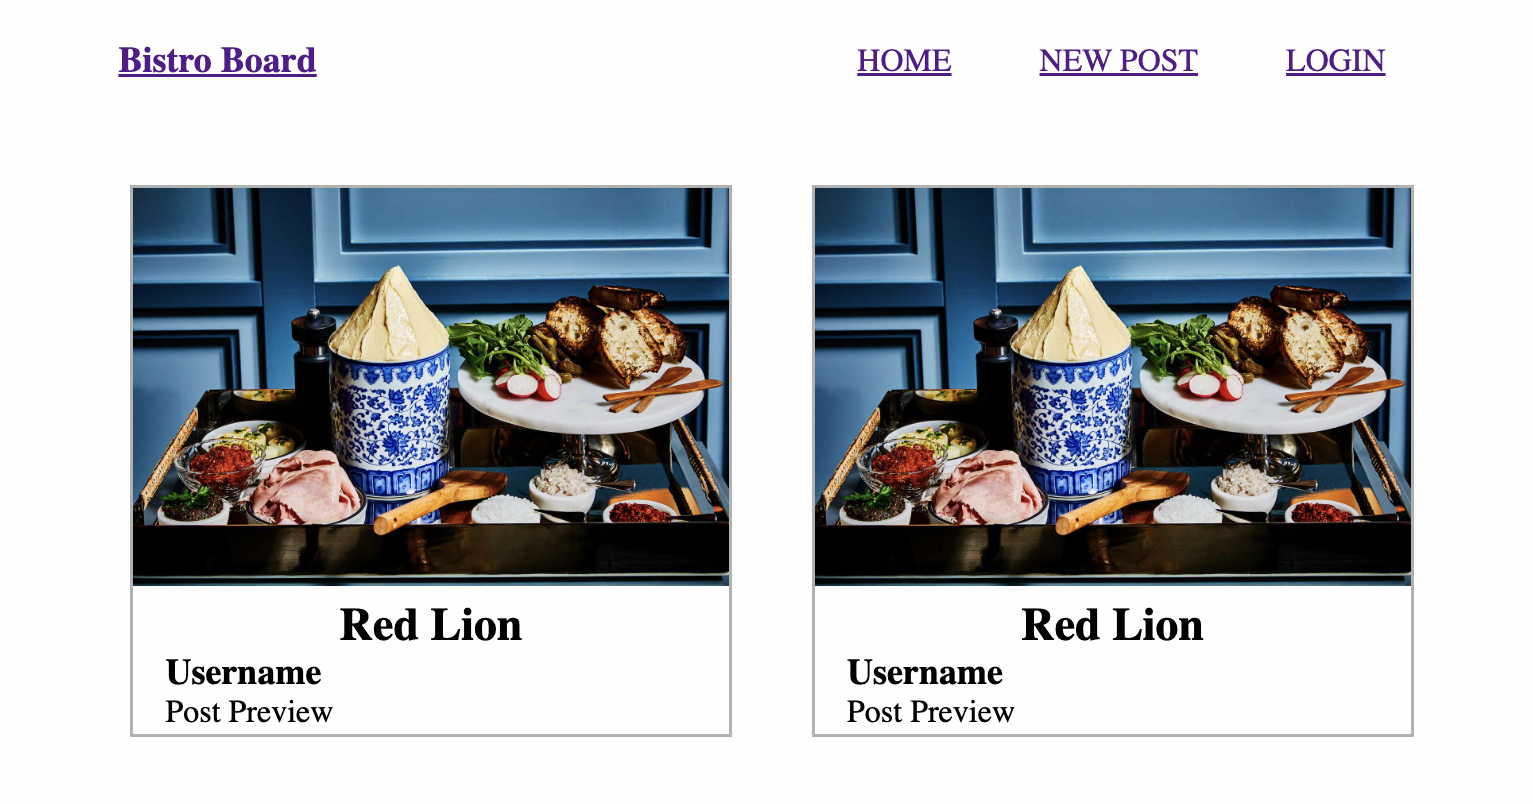 Bistro Board
HOME NEW POST LOGIN
Red Lion
Username
Post Preview
Red Lion
Username
Post Preview